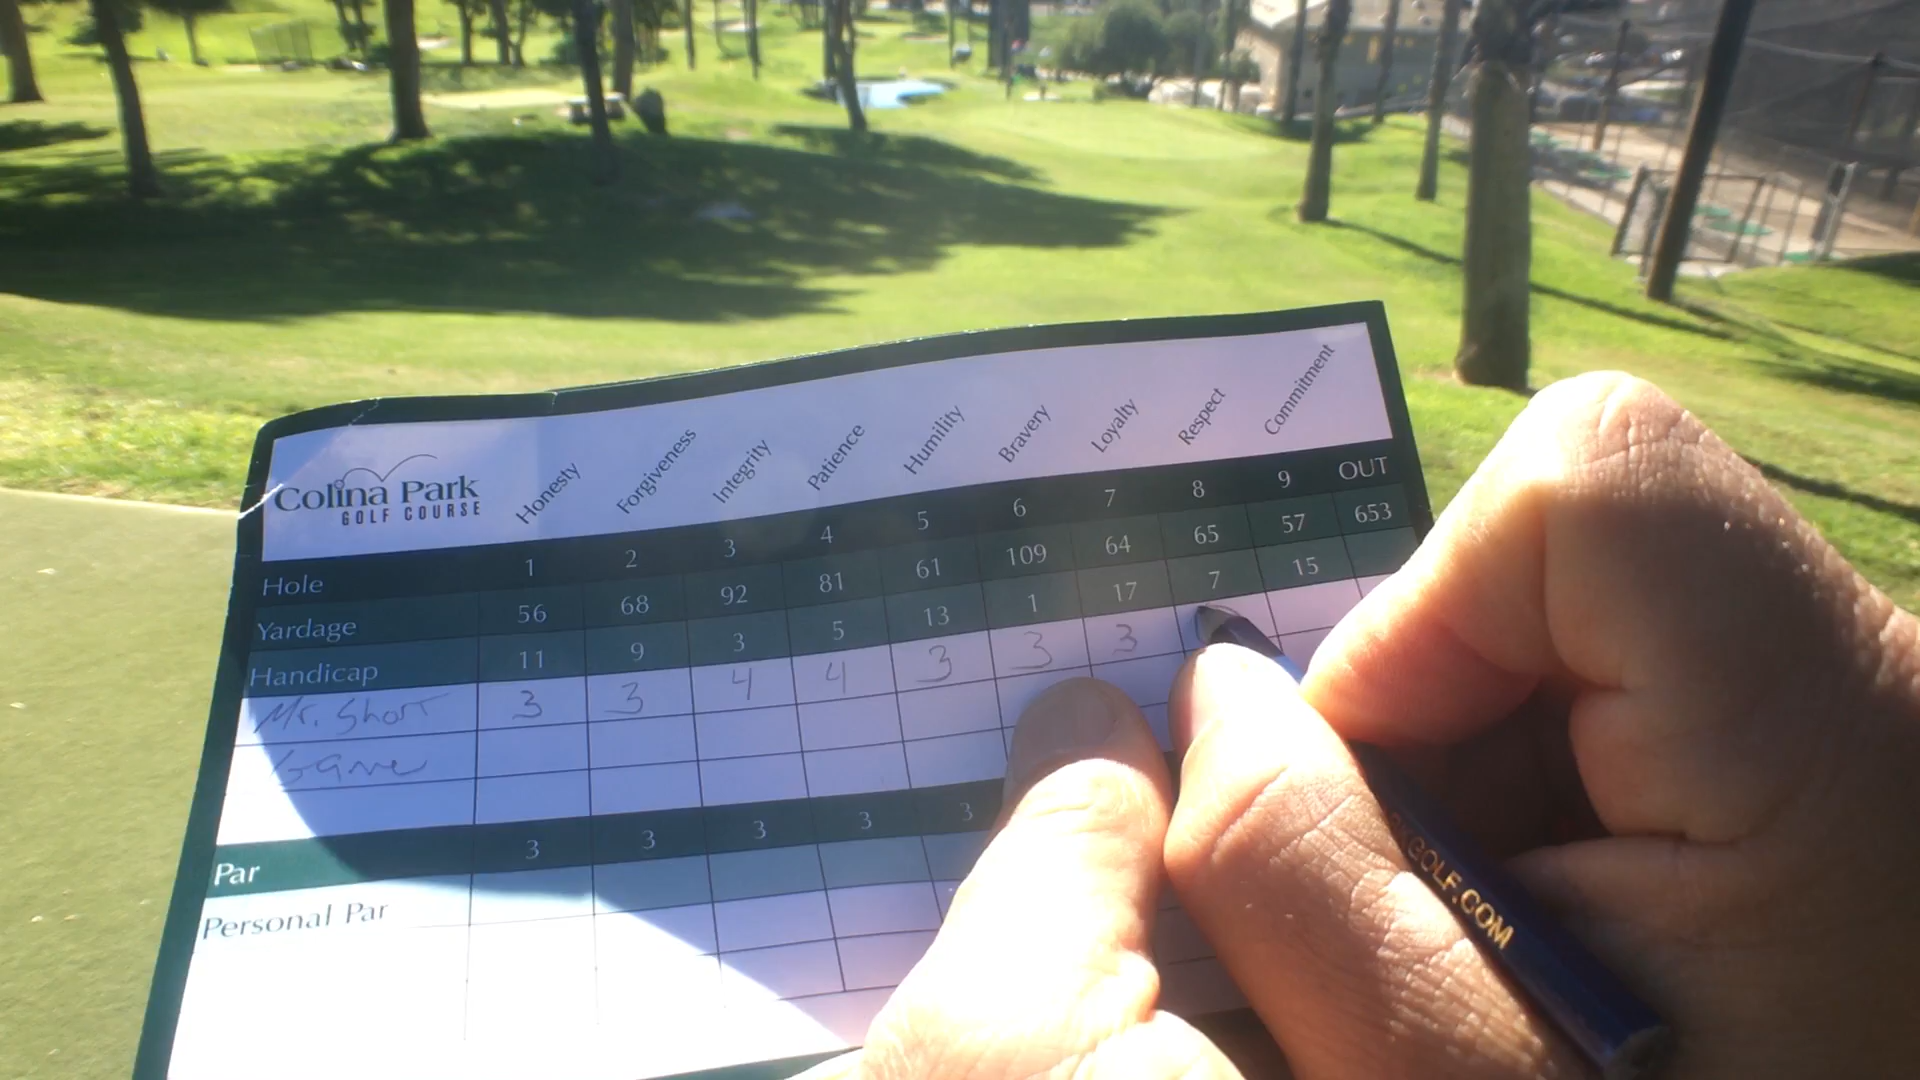 Colina Park
GOLF COURSE
Honesty Forgiveness Integrity Patience Humility Bravery Loyalty Respect Commitment
Hole 1 2 3 4 5 6 7 8 9 OUT
Yardage 56 68 92 81 61 109 64 65 57 653
Handicap 11 9 3 5 13 1 17 7 15
Mr. Short 3 3 4 4 3 3 3
Game
Par 3 3 3 3 3
Personal Par
GOLF.COM